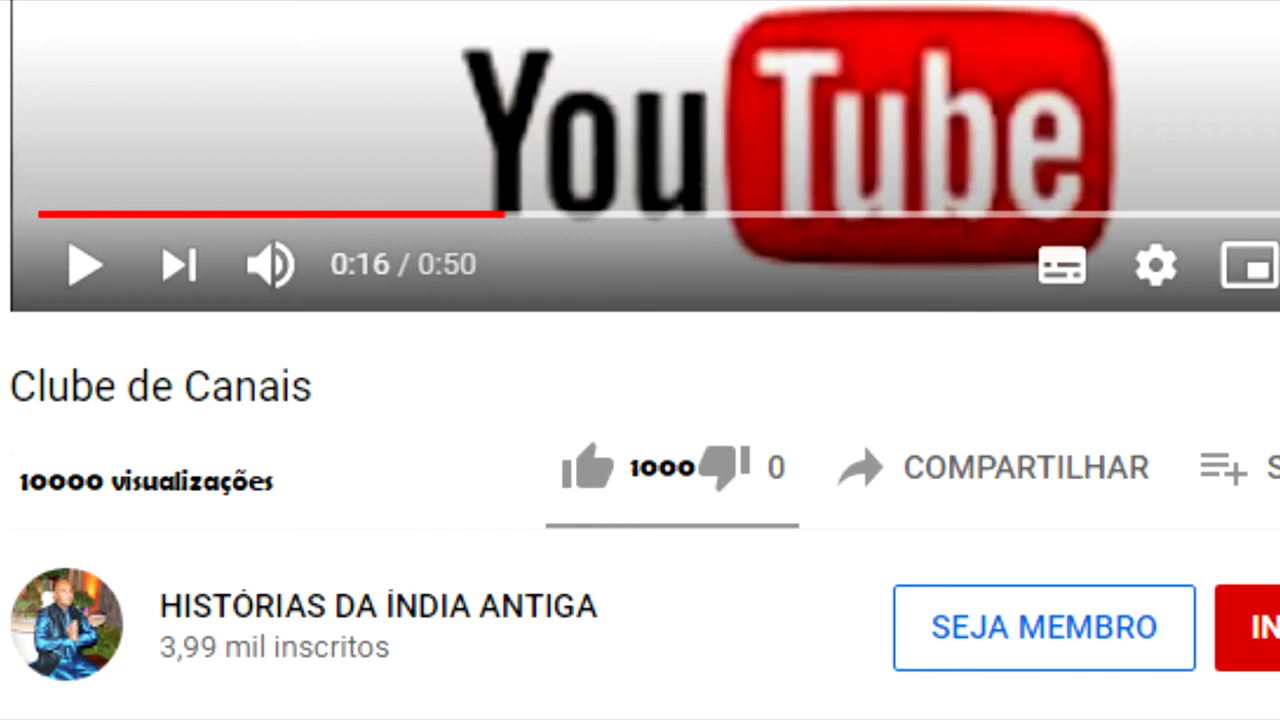 YouTube
0:16 / 0:50
Clube de Canais
10000 visualizações
1000 0 COMPARTILHAR S
HISTÓRIAS DA ÍNDIA ANTIGA
3,99 mil inscritos
SEJA MEMBRO
IN